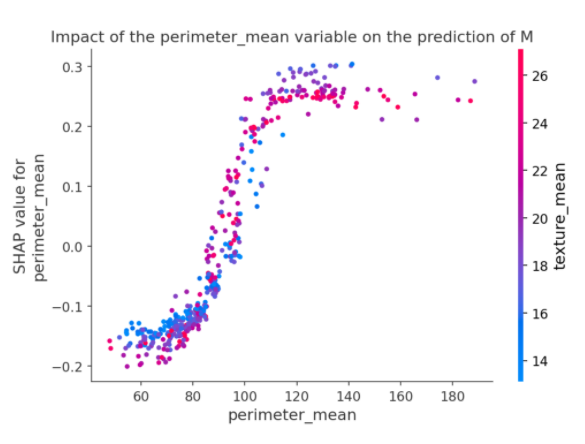 Impact of the perimeter_mean variable on the prediction of M
0.3
0.2
0.1
0.0
−0.1
−0.2
SHAP value for
perimeter_mean
60 80 100 120 140 160 180
perimeter_mean
26
24
22
20
18
16
14
texture_mean